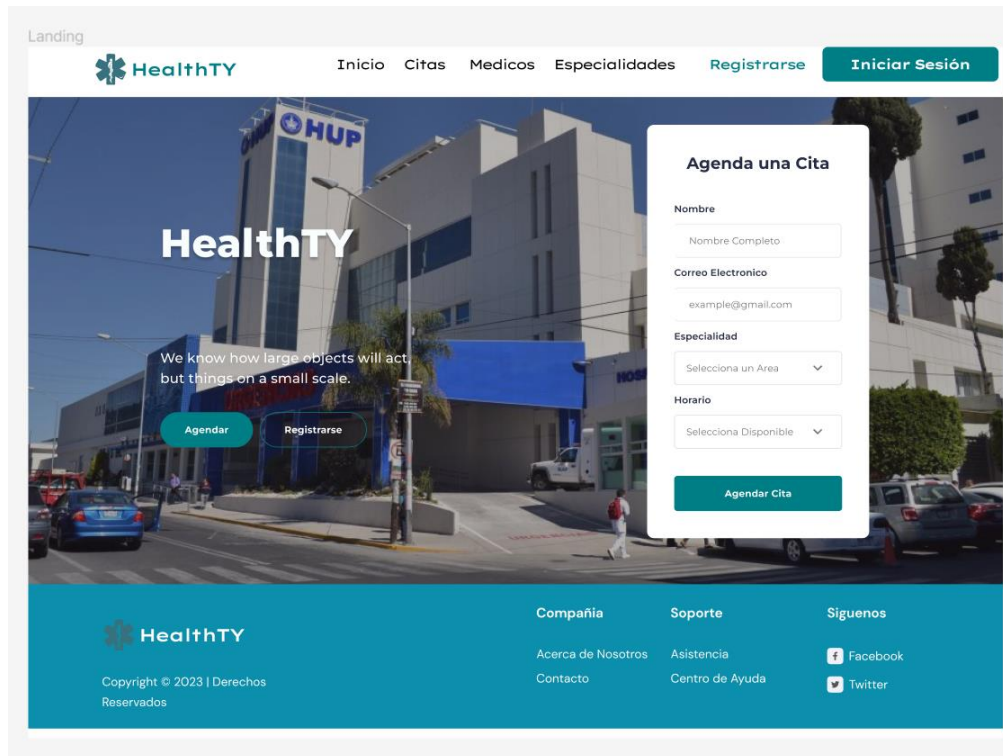 Landing
HealthTY
Inicio Citas Medicos Especialidades Registrarse Iniciar Sesión
HUP
HealthTY
We know how large objects will act,
but things on a small scale.
Agendar Registrarse
Agenda una Cita
Nombre
Nombre Completo
Correo Electronico
example@gmail.com
Especialidad
Selecciona un Area
Horario
Selecciona Disponible
Agendar Cita
HOSP
URGENCIAS
HealthTY
Copyright © 2023 | Derechos
Reservados
Compañia
Acerca de Nosotros
Contacto
Soporte
Asistencia
Centro de Ayuda
Siguenos
Facebook
Twitter